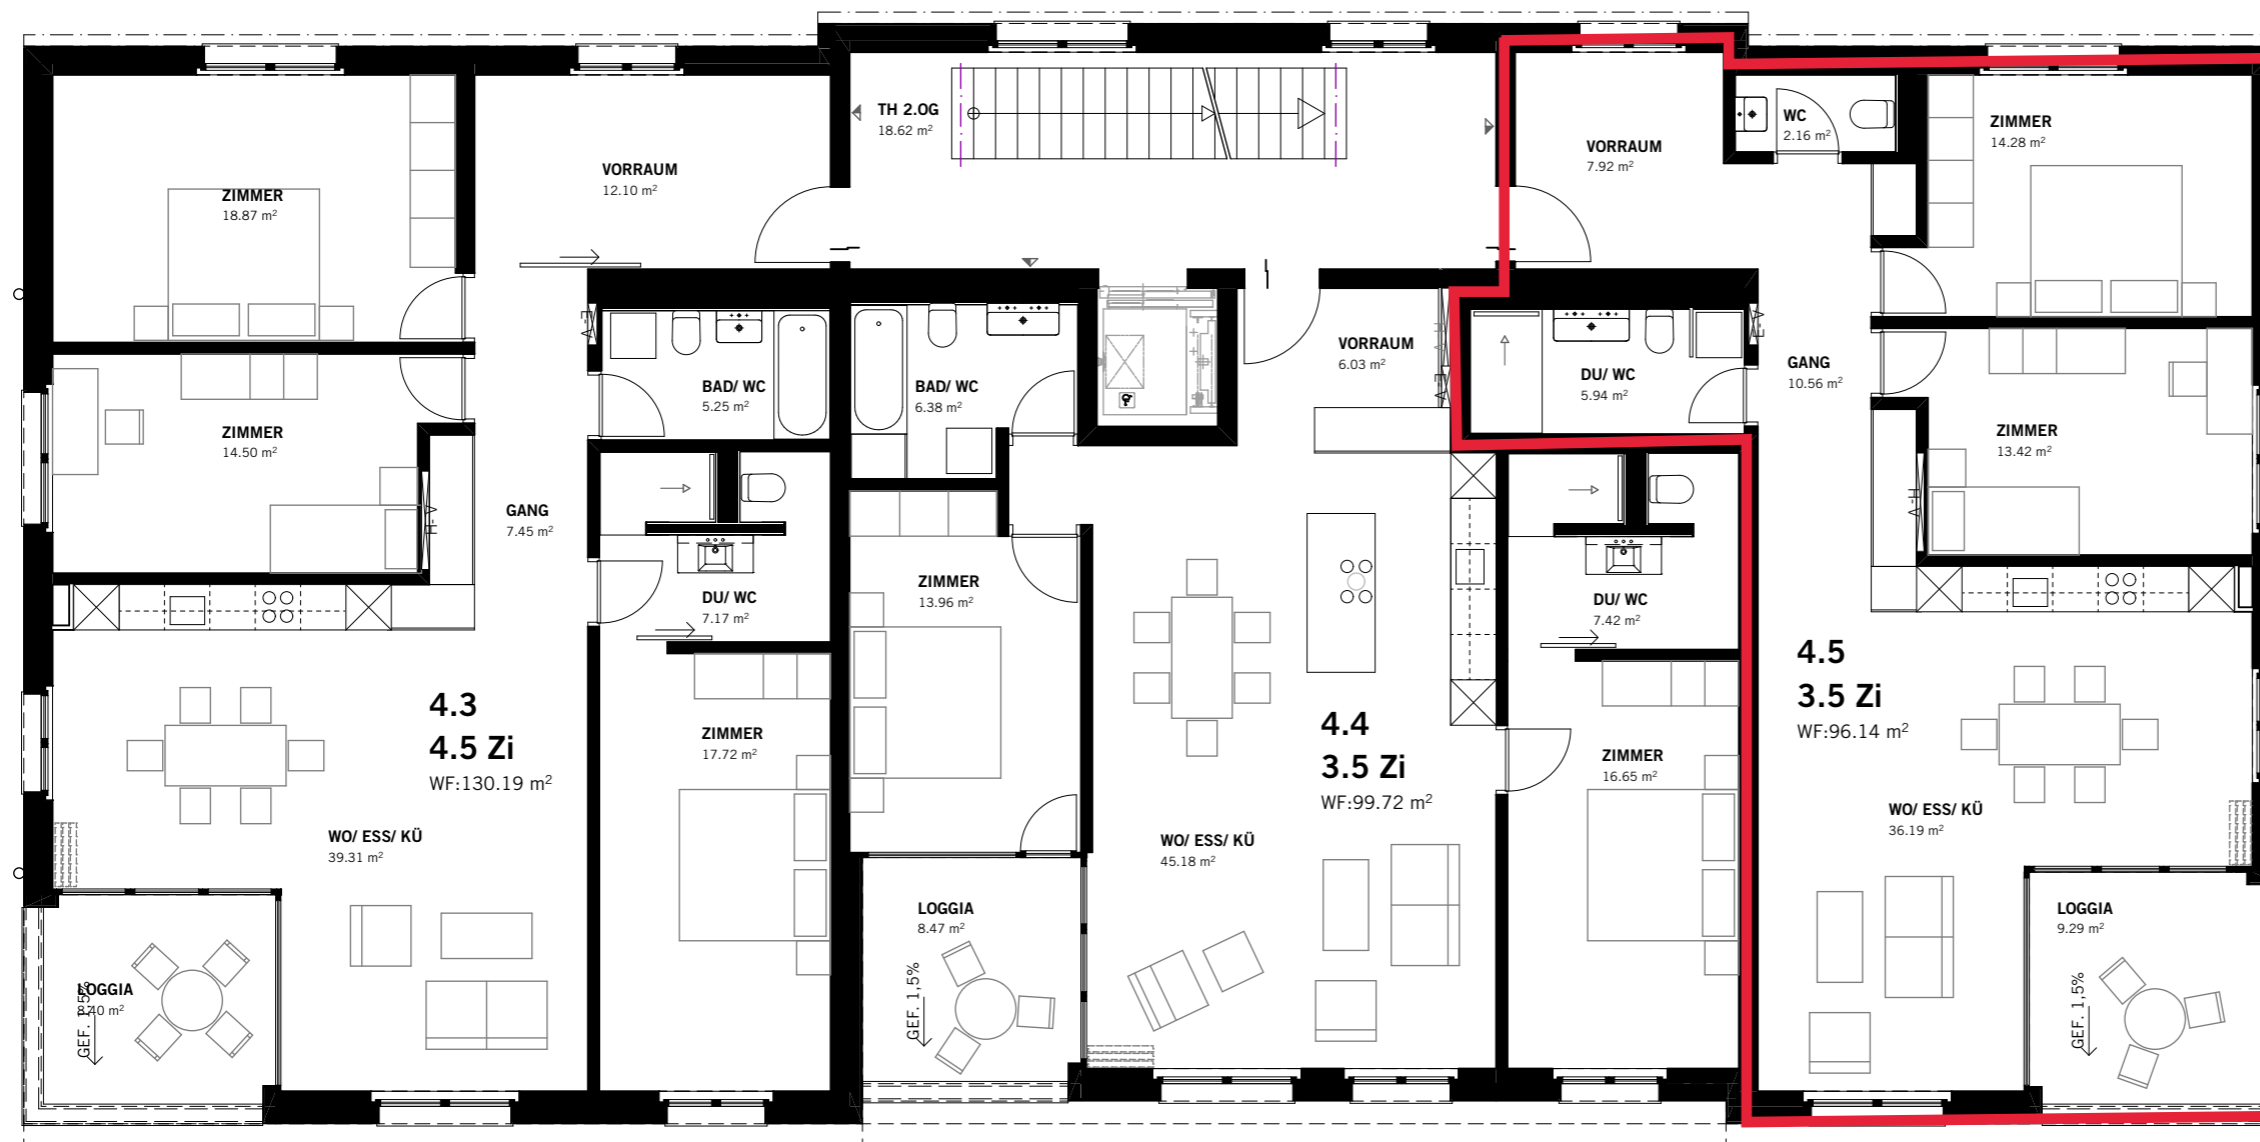 TH 2.OG
18.62 m²
ZIMMER
18.87 m²
VORRAUM
12.10 m²
ZIMMER
14.50 m²
GANG
7.45 m²
BAD/ WC
5.25 m²
DU/ WC
7.17 m²
ZIMMER
17.72 m²
4.3
4.5 Zi
WF:130.19 m²
WO/ ESS/ KÜ
39.31 m²
GEF. 1,5%
BAD/ WC
6.38 m²
VORRAUM
6.03 m²
ZIMMER
13.96 m²
DU/ WC
7.42 m²
4.4
3.5 Zi
WF:99.72 m²
ZIMMER
16.65 m²
WO/ ESS/ KÜ
45.18 m²
LOGGIA
8.47 m²
GEF. 1,5%
VORRAUM
7.92 m²
WC
2.16 m²
ZIMMER
14.28 m²
DU/ WC
5.94 m²
GANG
10.56 m²
ZIMMER
13.42 m²
4.5
3.5 Zi
WF:96.14 m²
WO/ ESS/ KÜ
36.19 m²
LOGGIA
9.29 m²
GEF. 1,5%
LOGGIA